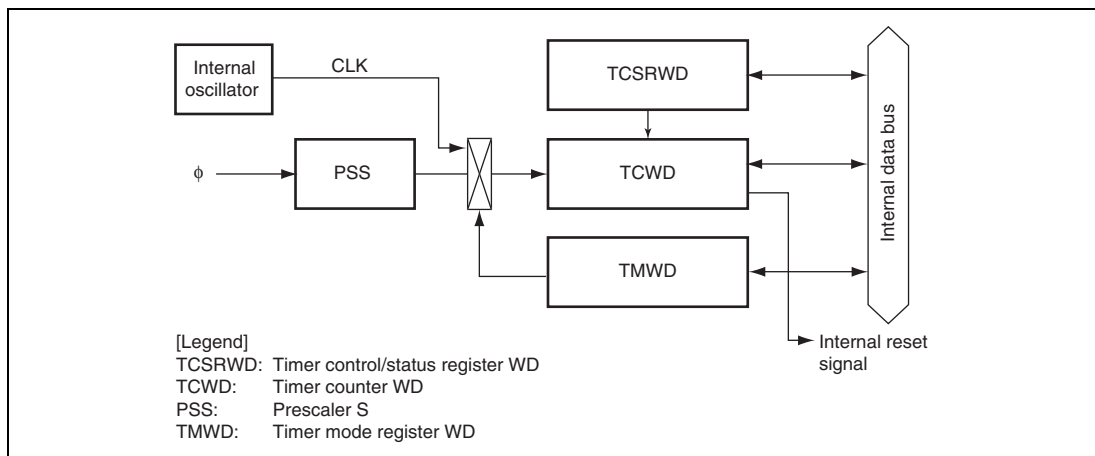 Internal
oscillator
CLK
TCSRWD
ϕ
PSS
TCWD
TMWD
Internal data bus
Internal reset
signal
[Legend]
TCSRWD: Timer control/status register WD
TCWD: Timer counter WD
PSS: Prescaler S
TMWD: Timer mode register WD